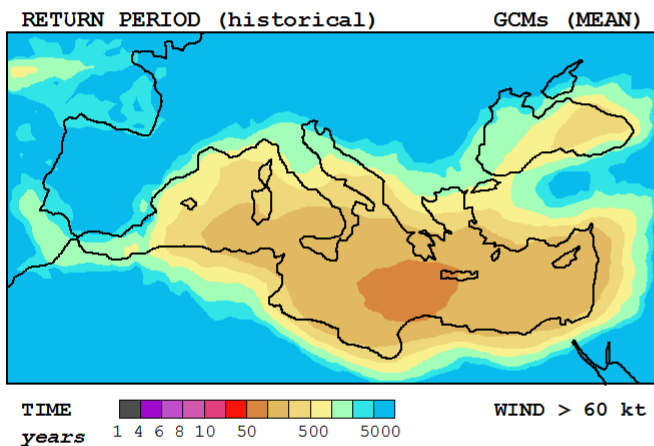 RETURN PERIOD (historical) GCMs (MEAN)
TIME WIND > 60 kt
years 1 4 6 8 10 50 500 5000